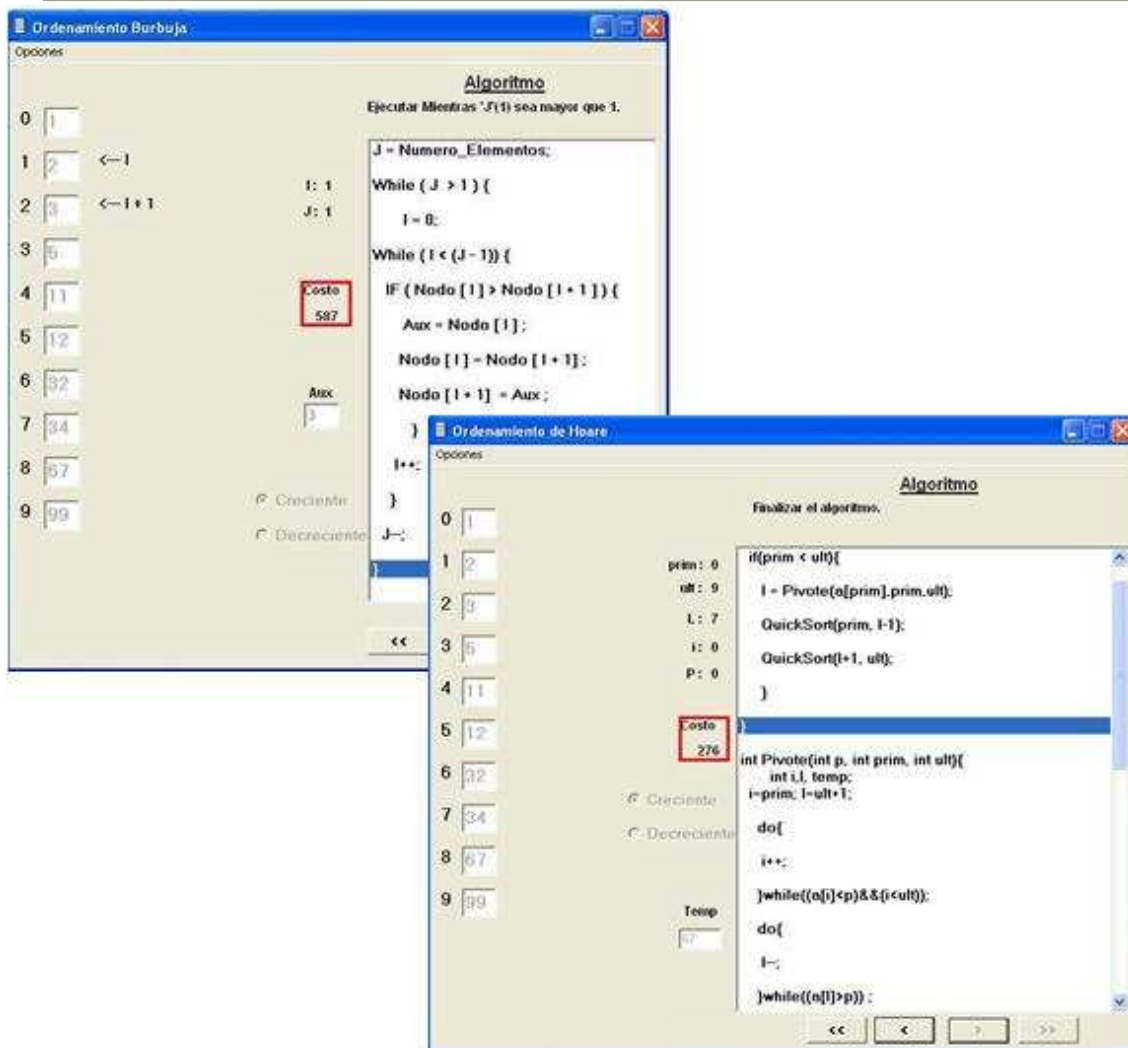 Ordenamiento Burbuja
Opciones
Algoritmo
Ejecutar Mientras 'J'(1) sea mayor que 1.
0 1
1 2 <--- I
2 3 <--- I + 1
3 5
4 11
5 12
6 32
7 34
8 67
9 99
I: 1
J: 1
Costo
587
Aux
3
Creciente
Decreciente
J = Numero_Elementos;
While ( J > 1 ) {
I = 0;
While ( I < (J - 1)) {
IF ( Nodo [ I ] > Nodo [ I + 1 ] ) {
Aux = Nodo [ I ] ;
Nodo [ I ] = Nodo [ I + 1] ;
Nodo [ I + 1] = Aux ;
}
I++;
}
J--;
}
<<
Ordenamiento de Hoare
Opciones
Algoritmo
Finalizar el algoritmo.
0 1
1 2
2 3
3 5
4 11
5 12
6 32
7 34
8 67
9 99
prim: 0
ult: 9
L: 7
i: 0
P: 0
Costo
276
Creciente
Decreciente
Temp
67
if(prim < ult){
l = Pivote(a[prim].prim,ult);
QuickSort(prim, l-1);
QuickSort(l+1, ult);
}
}
int Pivote(int p, int prim, int ult){
int i,l, temp;
i=prim; l=ult+1;
do{
i++;
}while((a[i]<p)&&(i<ult));
do{
l--;
}while((a[l]>p)) ;
<< < > >>